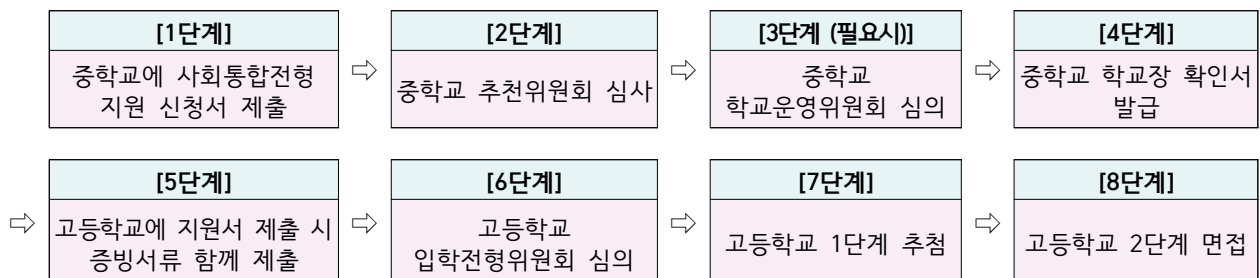 [1단계]
중학교에 사회통합전형
지원 신청서 제출
⇨
[2단계]
중학교 추천위원회 심사
⇨
[3단계 (필요시)]
중학교
학교운영위원회 심의
⇨
[4단계]
중학교 학교장 확인서
발급
⇨
[5단계]
고등학교에 지원서 제출 시
증빙서류 함께 제출
⇨
[6단계]
고등학교
입학전형위원회 심의
⇨
[7단계]
고등학교 1단계 추첨
⇨
[8단계]
고등학교 2단계 면접